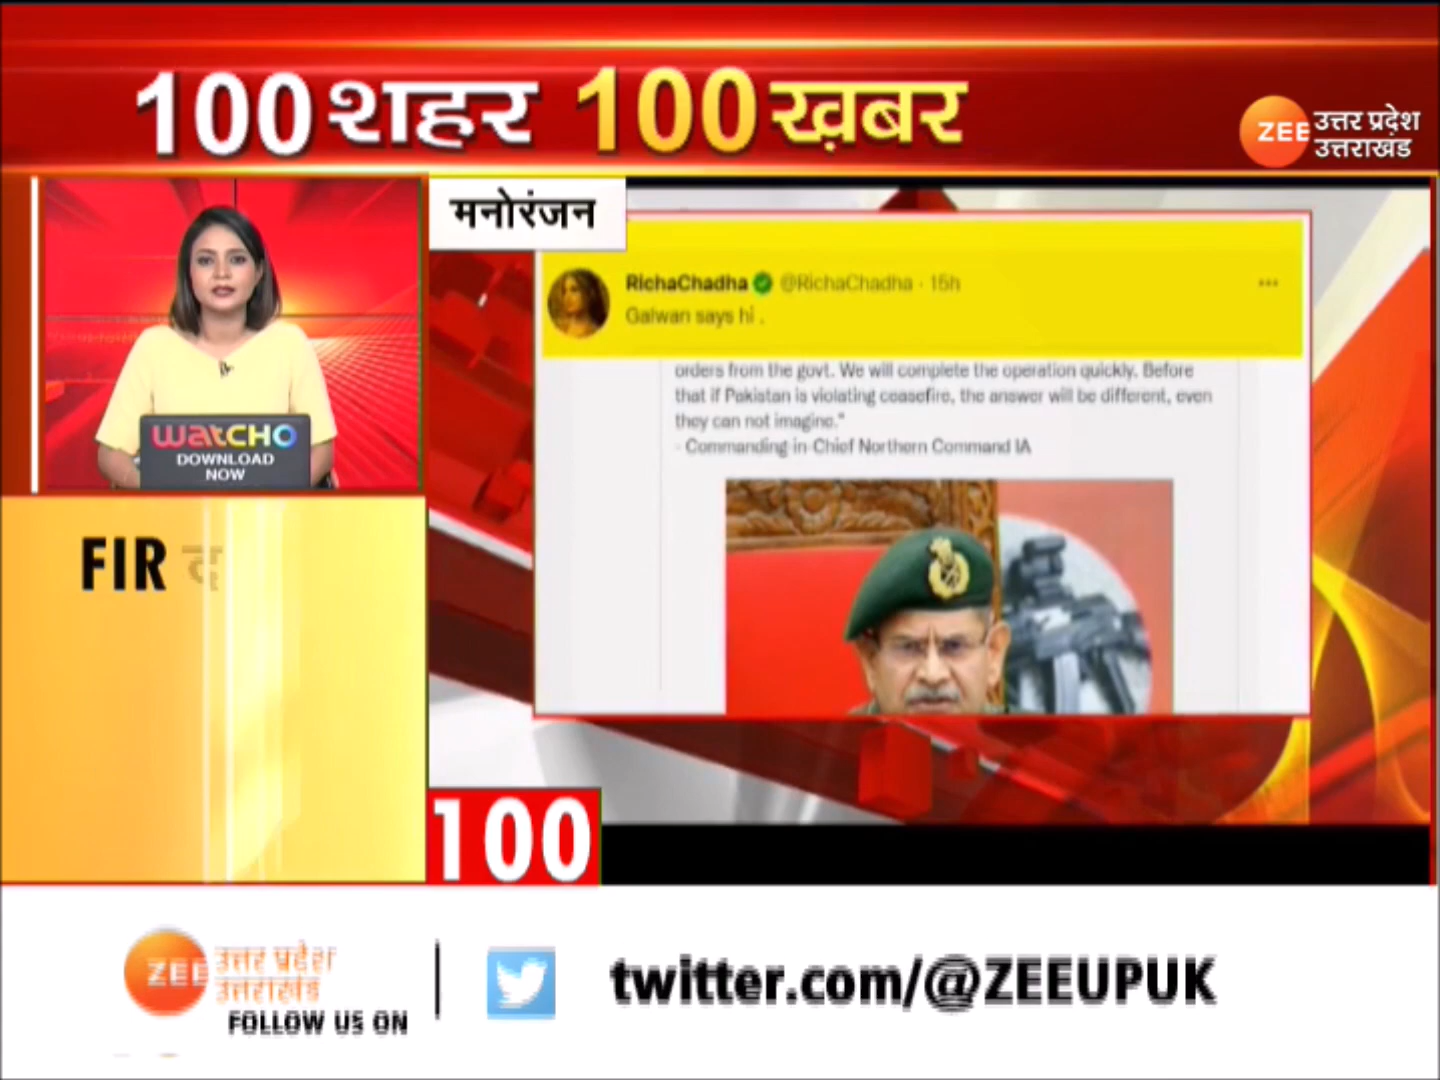 100 शहर 100 ख़बर
ZEE उत्तर प्रदेश
उत्तराखंड
मनोरंजन
RichaChadha @RichaChadha · 15h
Galwan says hi .
orders from the govt. We will complete the operation quickly. Before
that if Pakistan is violating ceasefire, the answer will be different, even
they can not imagine."
- Commanding-in-Chief Northern Command IA
WATCHO
DOWNLOAD
NOW
FIR
100
ZEE उत्तर प्रदेश
उत्तराखंड
FOLLOW US ON
twitter.com/@ZEEUPUK